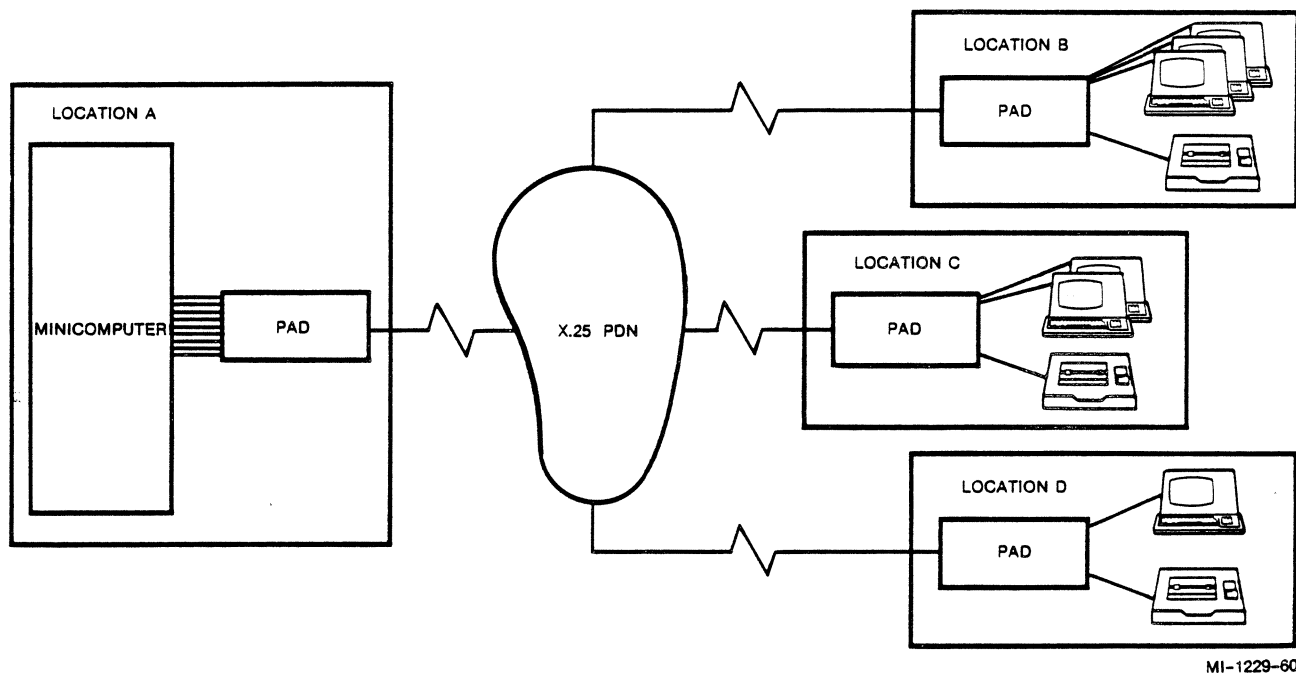 LOCATION A
MINICOMPUTER
PAD
X.25 PDN
LOCATION B
PAD
LOCATION C
PAD
LOCATION D
PAD
MI-1229-60